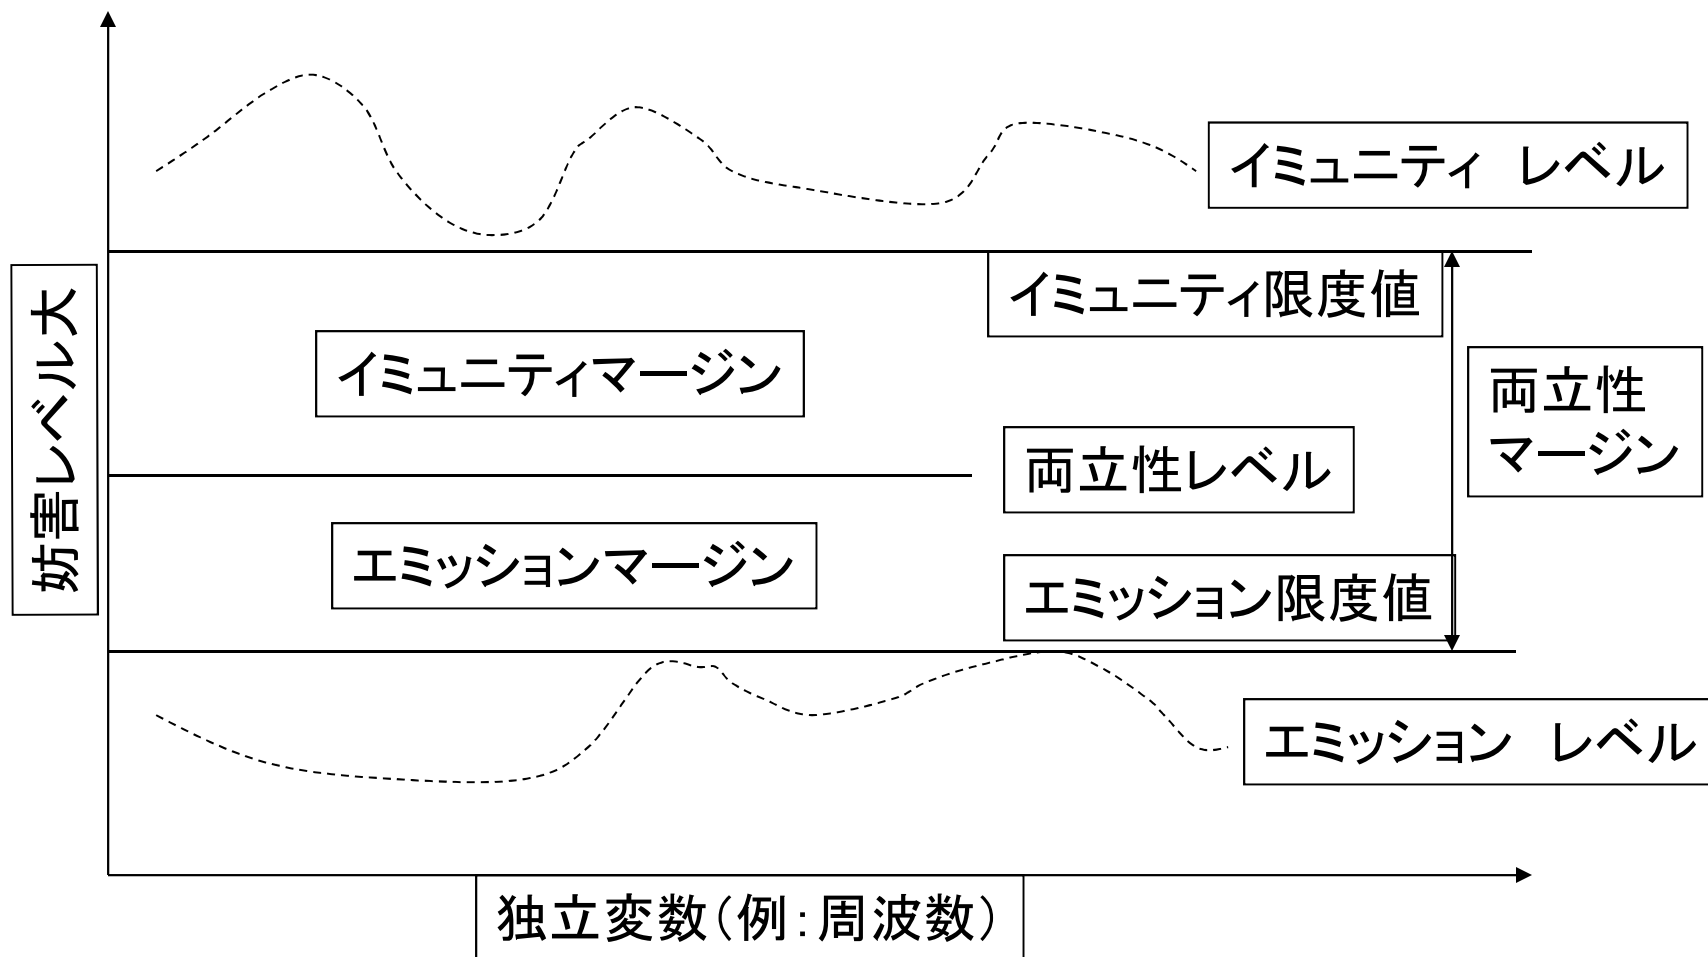 イミュニティ レベル
イミュニティ限度値
イミュニティマージン
両立性
マージン
両立性レベル
エミッションマージン
エミッション限度値
エミッション レベル
妨害レベル大
独立変数(例:周波数)